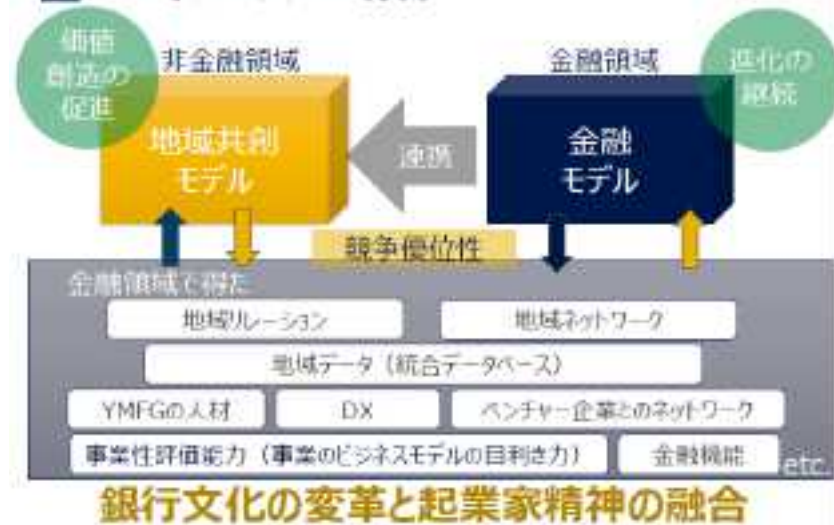 価値
創造の
促進
非金融領域
金融領域
進化の
継続
地域共創
モデル
連携
金融
モデル
競争優位性
金融領域で得た
地域リレーション
地域ネットワーク
地域データ（統合データベース）
YMFGの人材
DX
ベンチャー企業とのネットワーク
事業性評価能力（事業のビジネスモデルの目利き力）
金融機能
etc.
銀行文化の変革と起業家精神の融合